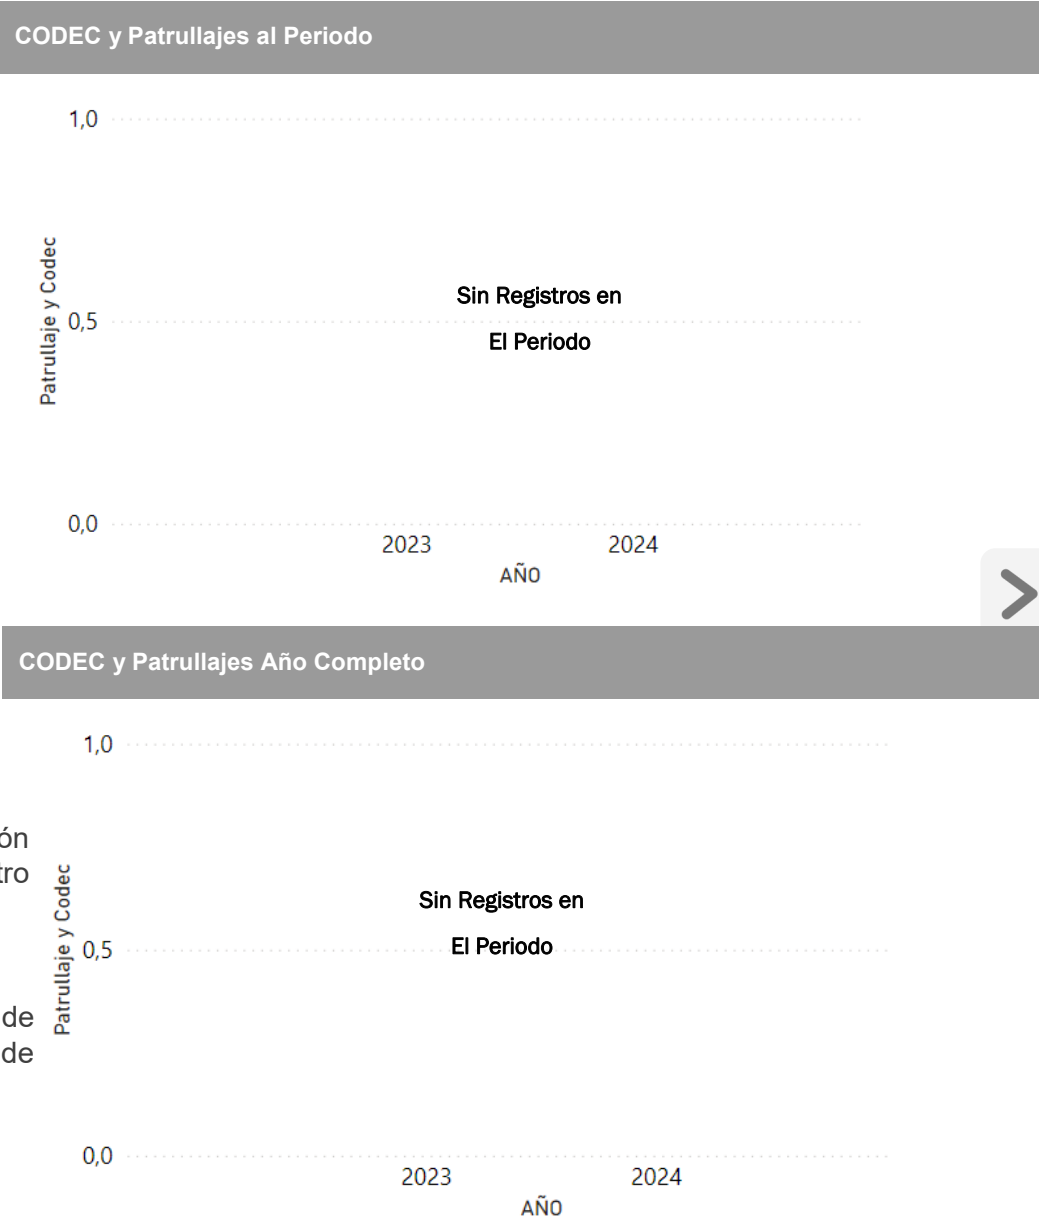 CODEC y Patrullajes al Periodo
1,0
Patrullaje y Codec
Sin Registros en
0,5
El Periodo
0,0
2023 2024
AÑO
CODEC y Patrullajes Año Completo
1,0
ón
tro
Patrullaje y Codec
Sin Registros en
El Periodo
0,5
de
de
0,0
2023 2024
AÑO